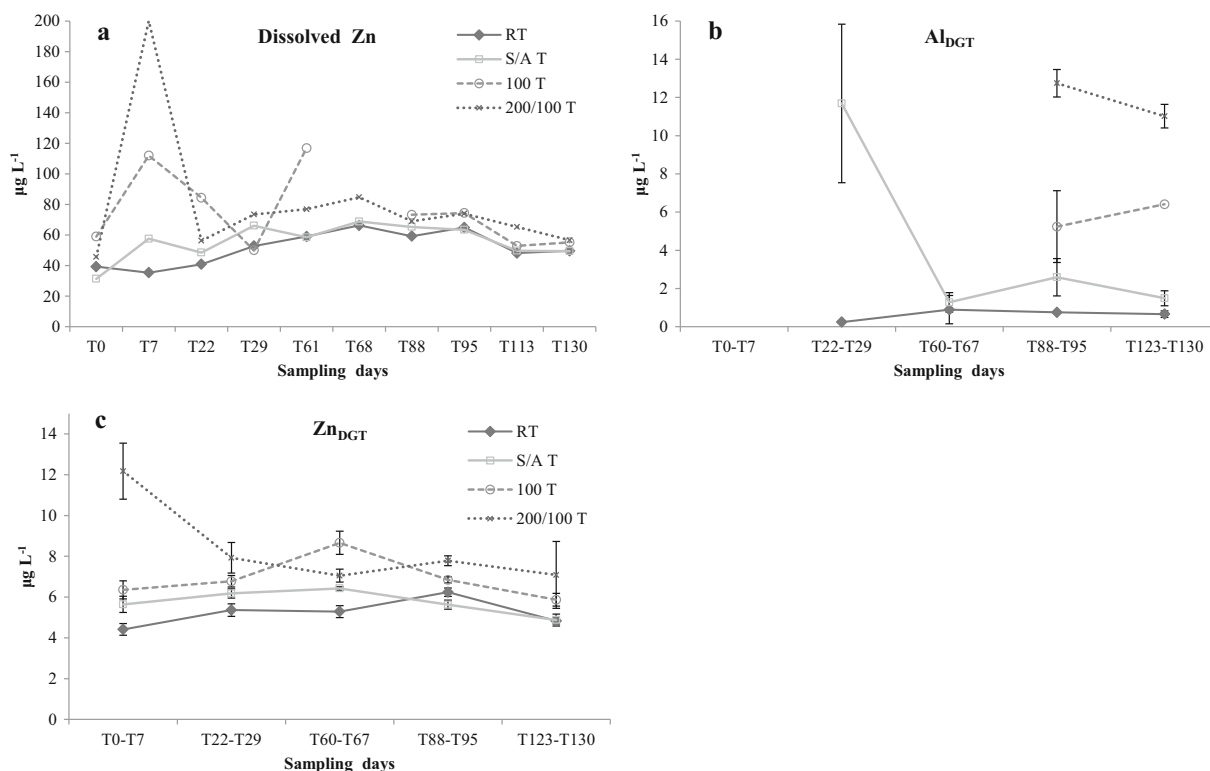 a
Dissolved Zn
RT
S/A T
100 T
200/100 T
µg L-1
200
180
160
140
120
100
80
60
40
20
0
T0 T7 T22 T29 T61 T68 T88 T95 T113 T130
Sampling days
b
AlDGT
µg L-1
16
14
12
10
8
6
4
2
0
T0-T7 T22-T29 T60-T67 T88-T95 T123-T130
Sampling days
c
ZnDGT
RT
S/A T
100 T
200/100 T
µg L-1
14
12
10
8
6
4
2
0
T0-T7 T22-T29 T60-T67 T88-T95 T123-T130
Sampling days